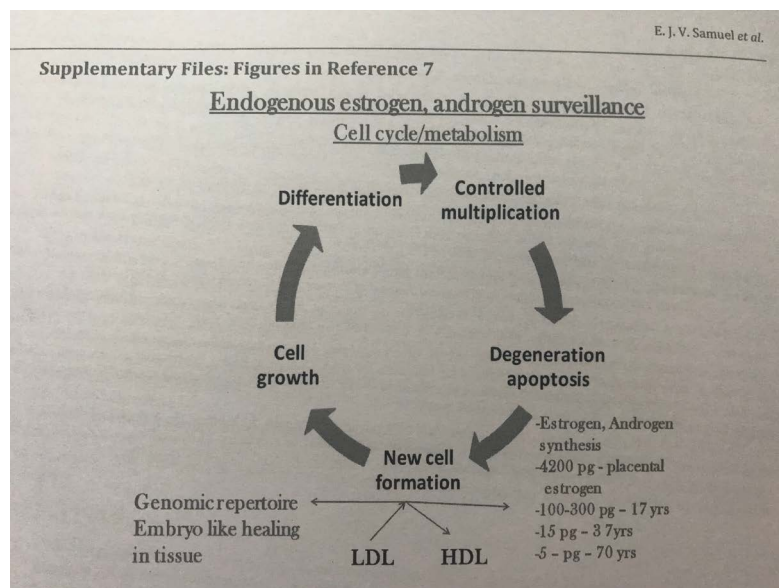 E. J. V. Samuel et al.
Supplementary Files: Figures in Reference 7
Endogenous estrogen, androgen surveillance
Cell cycle/metabolism
Differentiation
Controlled
multiplication
Cell
growth
Degeneration
apoptosis
New cell
formation
-Estrogen, Androgen
synthesis
-4200 pg - placental
estrogen
-100-300 pg – 17 yrs
-15 pg – 3 7yrs
-5 - pg – 70 yrs
Genomic repertoire
Embryo like healing
in tissue
LDL
HDL